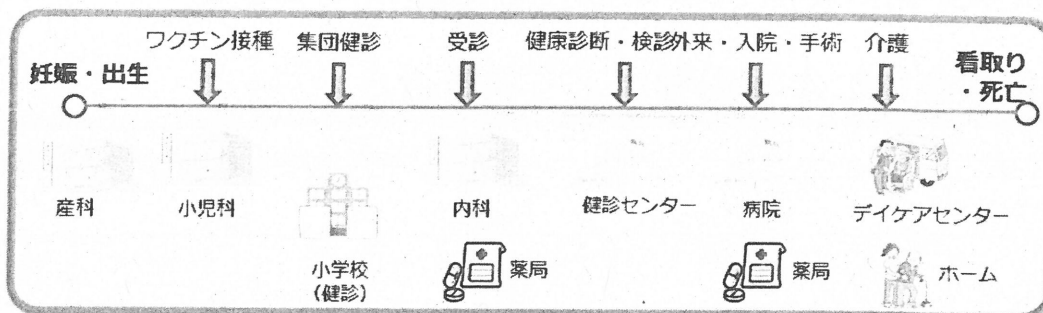 ワクチン接種 集団健診 受診 健康診断・検診 外来・入院・手術 介護
妊娠・出生
看取り
・死亡
産科 小児科 内科 健診センター 病院 デイケアセンター
小学校
(健診)
薬局 薬局 ホーム